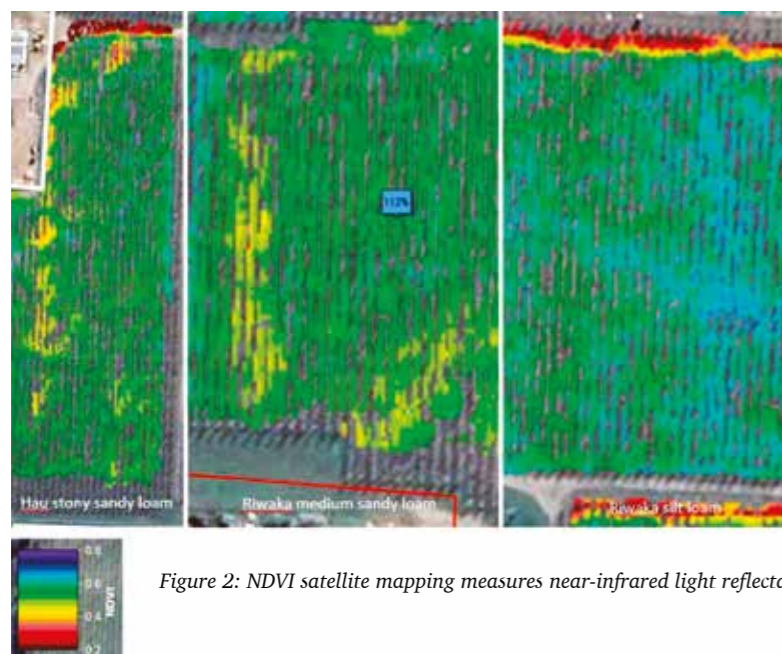 112%
Hau stony sandy loam
Riwaka medium sandy loam
Riwaka silt loam
0.8
0.6
0.4
0.2
NDVI
Figure 2: NDVI satellite mapping measures near-infrared light reflecta